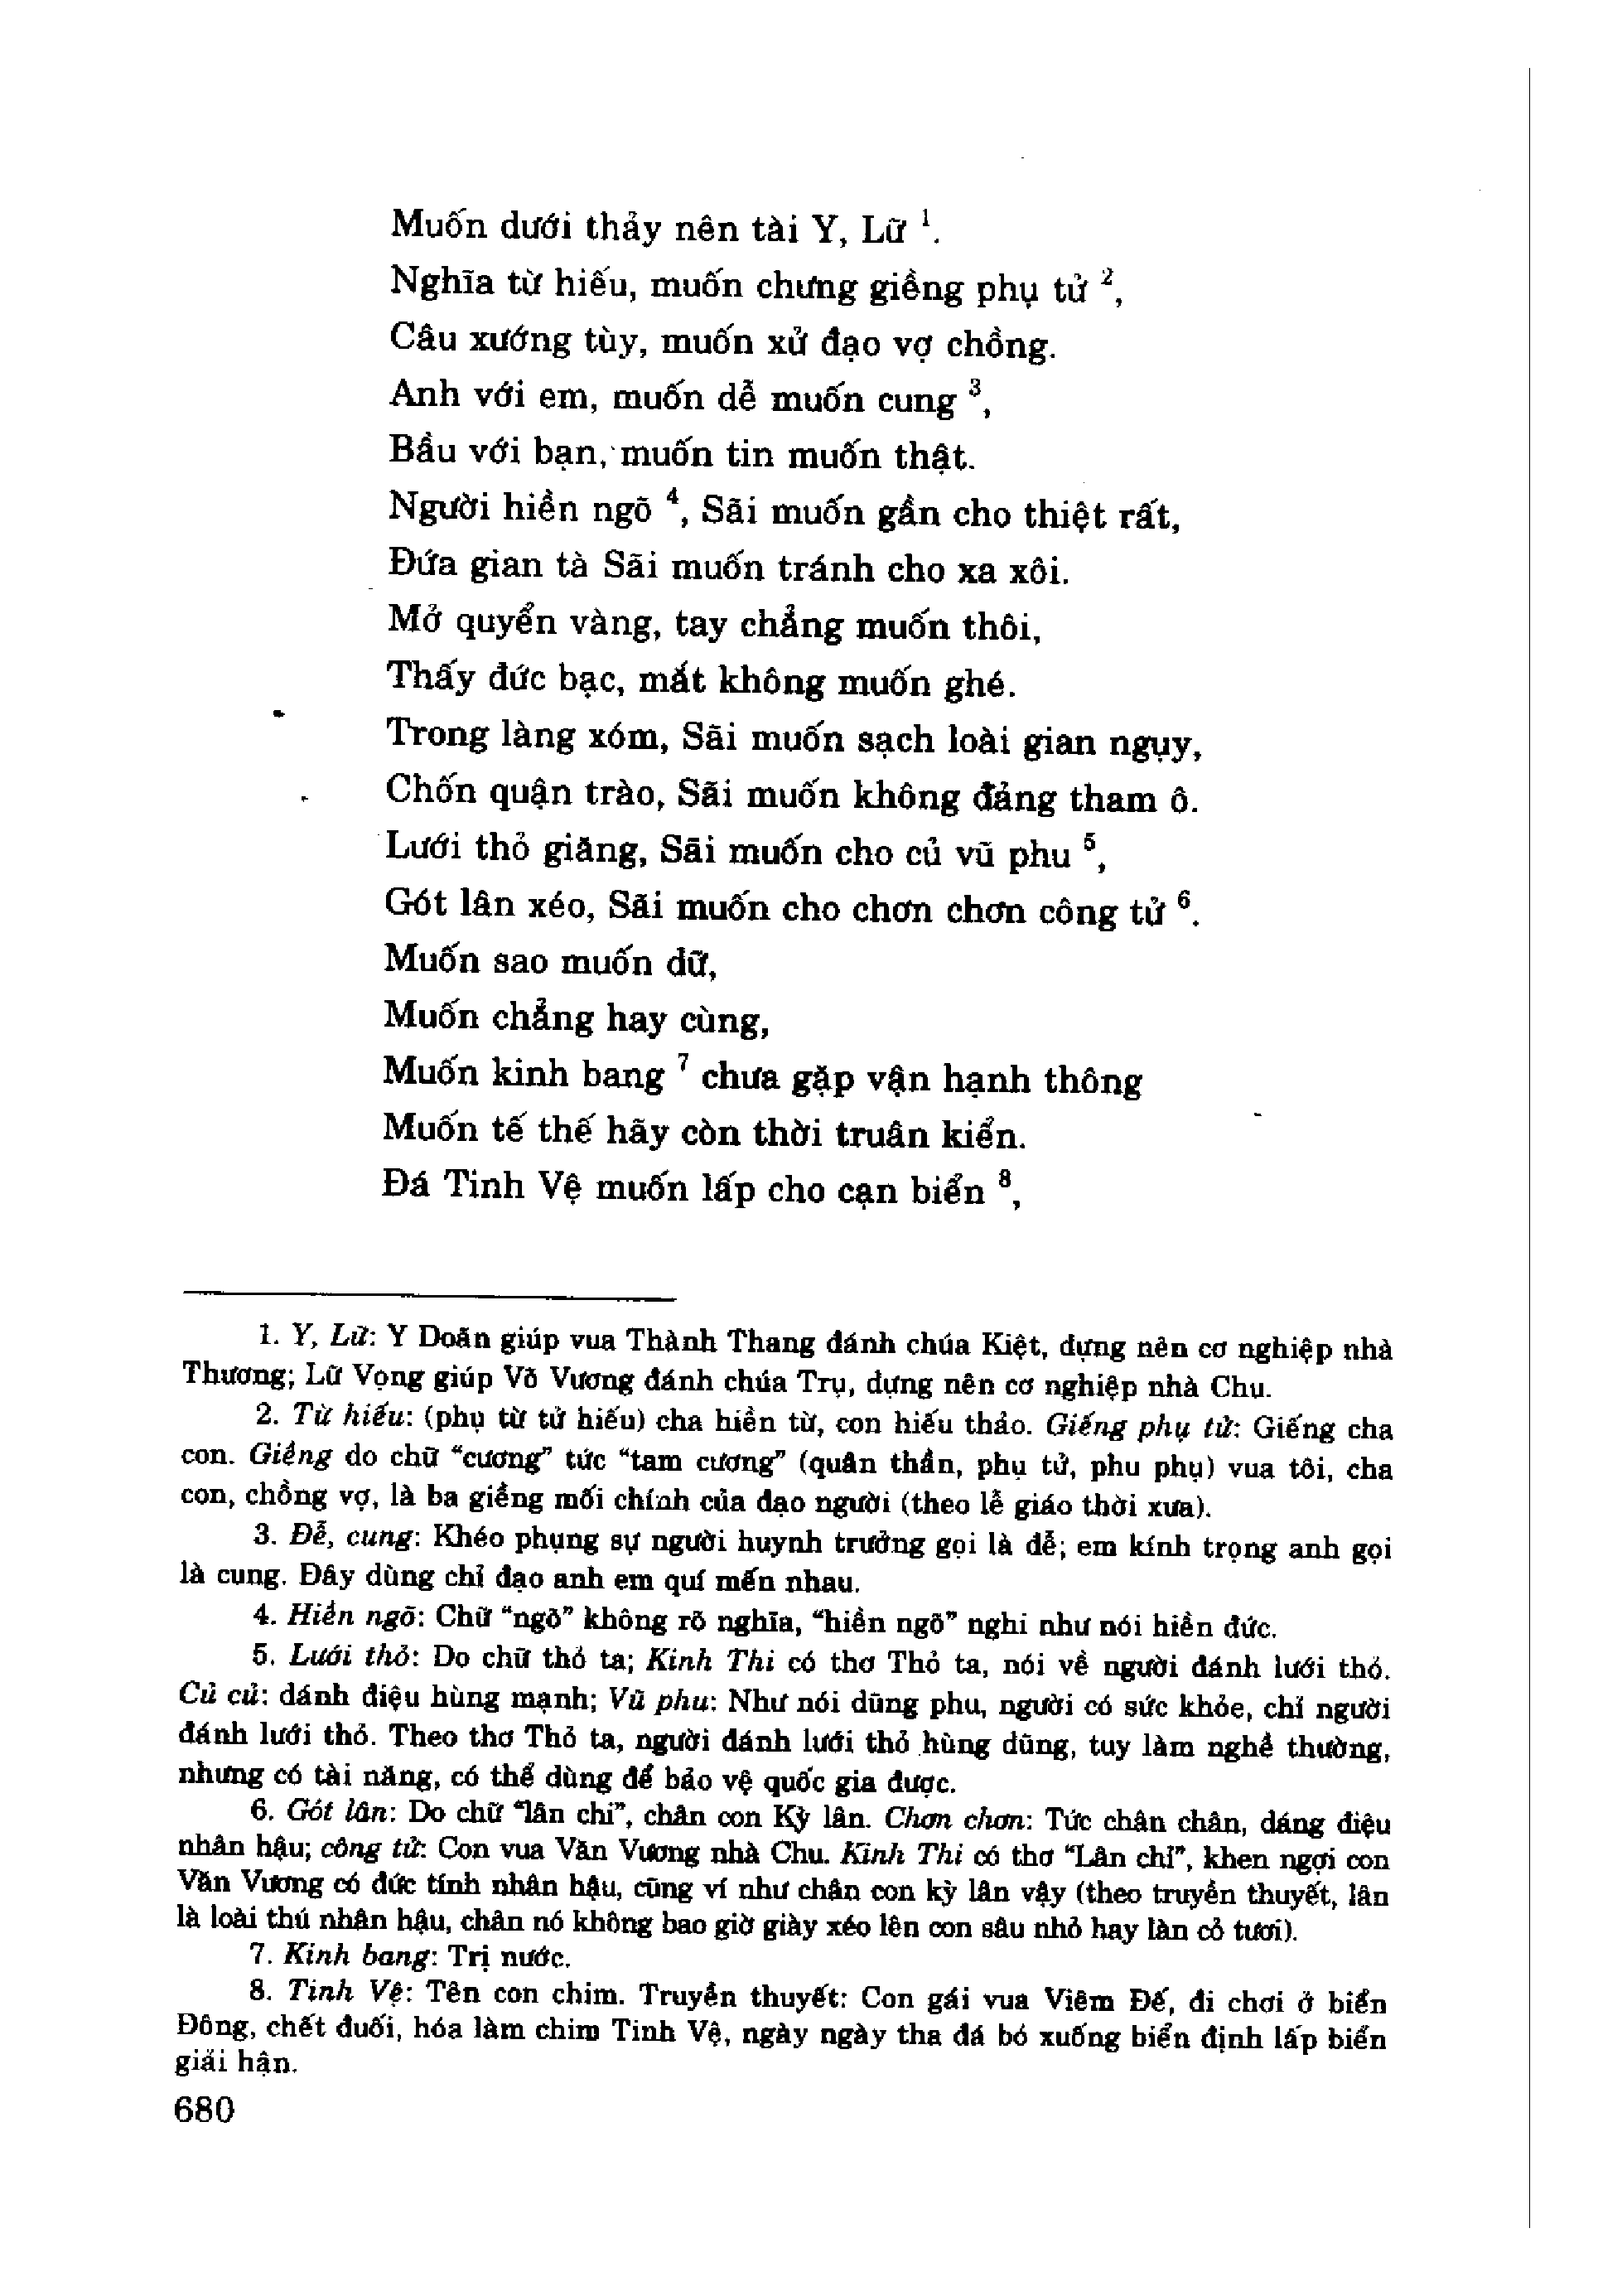 Muốn dưới thảy nên tài Y, Lữ ¹.
Nghĩa từ hiếu, muốn chưng giềng phụ tử ²,
Câu xướng tùy, muốn xử đạo vợ chồng.
Anh với em, muốn dễ muốn cung ³,
Bầu với bạn, muốn tin muốn thật.
Người hiền ngõ ⁴, Sãi muốn gần cho thiệt rất,
Đứa gian tà Sãi muốn tránh cho xa xôi.
Mở quyển vàng, tay chẳng muốn thôi,
Thấy đức bạc, mắt không muốn ghé.
Trong làng xóm, Sãi muốn sạch loài gian ngụy,
Chốn quận trào, Sãi muốn không đảng tham ô.
Lưới thỏ giăng, Sãi muốn cho củ vũ phu ⁵,
Gót lân xéo, Sãi muốn cho chơn chơn công tử ⁶.
Muốn sao muốn dữ,
Muốn chẳng hay cùng,
Muốn kinh bang ⁷ chưa gặp vận hạnh thông
Muốn tế thế hãy còn thời truân kiển.
Đá Tinh Vệ muốn lấp cho cạn biển ⁸,
1. Y, Lữ: Y Doãn giúp vua Thành Thang đánh chúa Kiệt, dựng nên cơ nghiệp nhà
Thương; Lữ Vọng giúp Võ Vương đánh chúa Trụ, dựng nên cơ nghiệp nhà Chu.
2. Từ hiếu: (phụ từ tử hiếu) cha hiền từ, con hiếu thảo. Giếng phụ tử: Giếng cha
con. Giềng do chữ “cương” tức “tam cương” (quân thần, phụ tử, phu phụ) vua tôi, cha
con, chồng vợ, là ba giềng mối chính của đạo người (theo lễ giáo thời xưa).
3. Đễ, cung: Khéo phụng sự người huynh trưởng gọi là đễ; em kính trọng anh gọi
là cung. Đây dùng chỉ đạo anh em quí mến nhau.
4. Hiền ngõ: Chữ “ngõ” không rõ nghĩa, “hiền ngõ” nghi như nói hiền đức.
5. Lưới thỏ: Do chữ thỏ ta; Kinh Thi có thơ Thỏ ta, nói về người đánh lưới thỏ.
Củ củ: dánh điệu hùng mạnh; Vũ phu: Như nói dũng phu, người có sức khỏe, chỉ người
đánh lưới thỏ. Theo thơ Thỏ ta, người đánh lưới thỏ hùng dũng, tuy làm nghề thường,
nhưng có tài năng, có thể dùng để bảo vệ quốc gia được.
6. Gót lân: Do chữ “lân chỉ”, chân con Kỳ lân. Chơn chơn: Tức chân chân, dáng điệu
nhân hậu; công tử: Con vua Văn Vương nhà Chu. Kinh Thi có thơ “Lân chỉ”, khen ngợi con
Văn Vương có đức tính nhân hậu, cũng ví như chân con kỳ lân vậy (theo truyền thuyết, lân
là loài thú nhận hậu, chân nó không bao giờ giày xéo lên con sâu nhỏ hay làn cỏ tươi).
7. Kinh bang: Trị nước.
8. Tinh Vệ: Tên con chim. Truyền thuyết: Con gái vua Viêm Đế, đi chơi ở biển
Đông, chết đuối, hóa làm chim Tinh Vệ, ngày ngày tha đá bỏ xuống biển định lấp biển
giải hận.
680